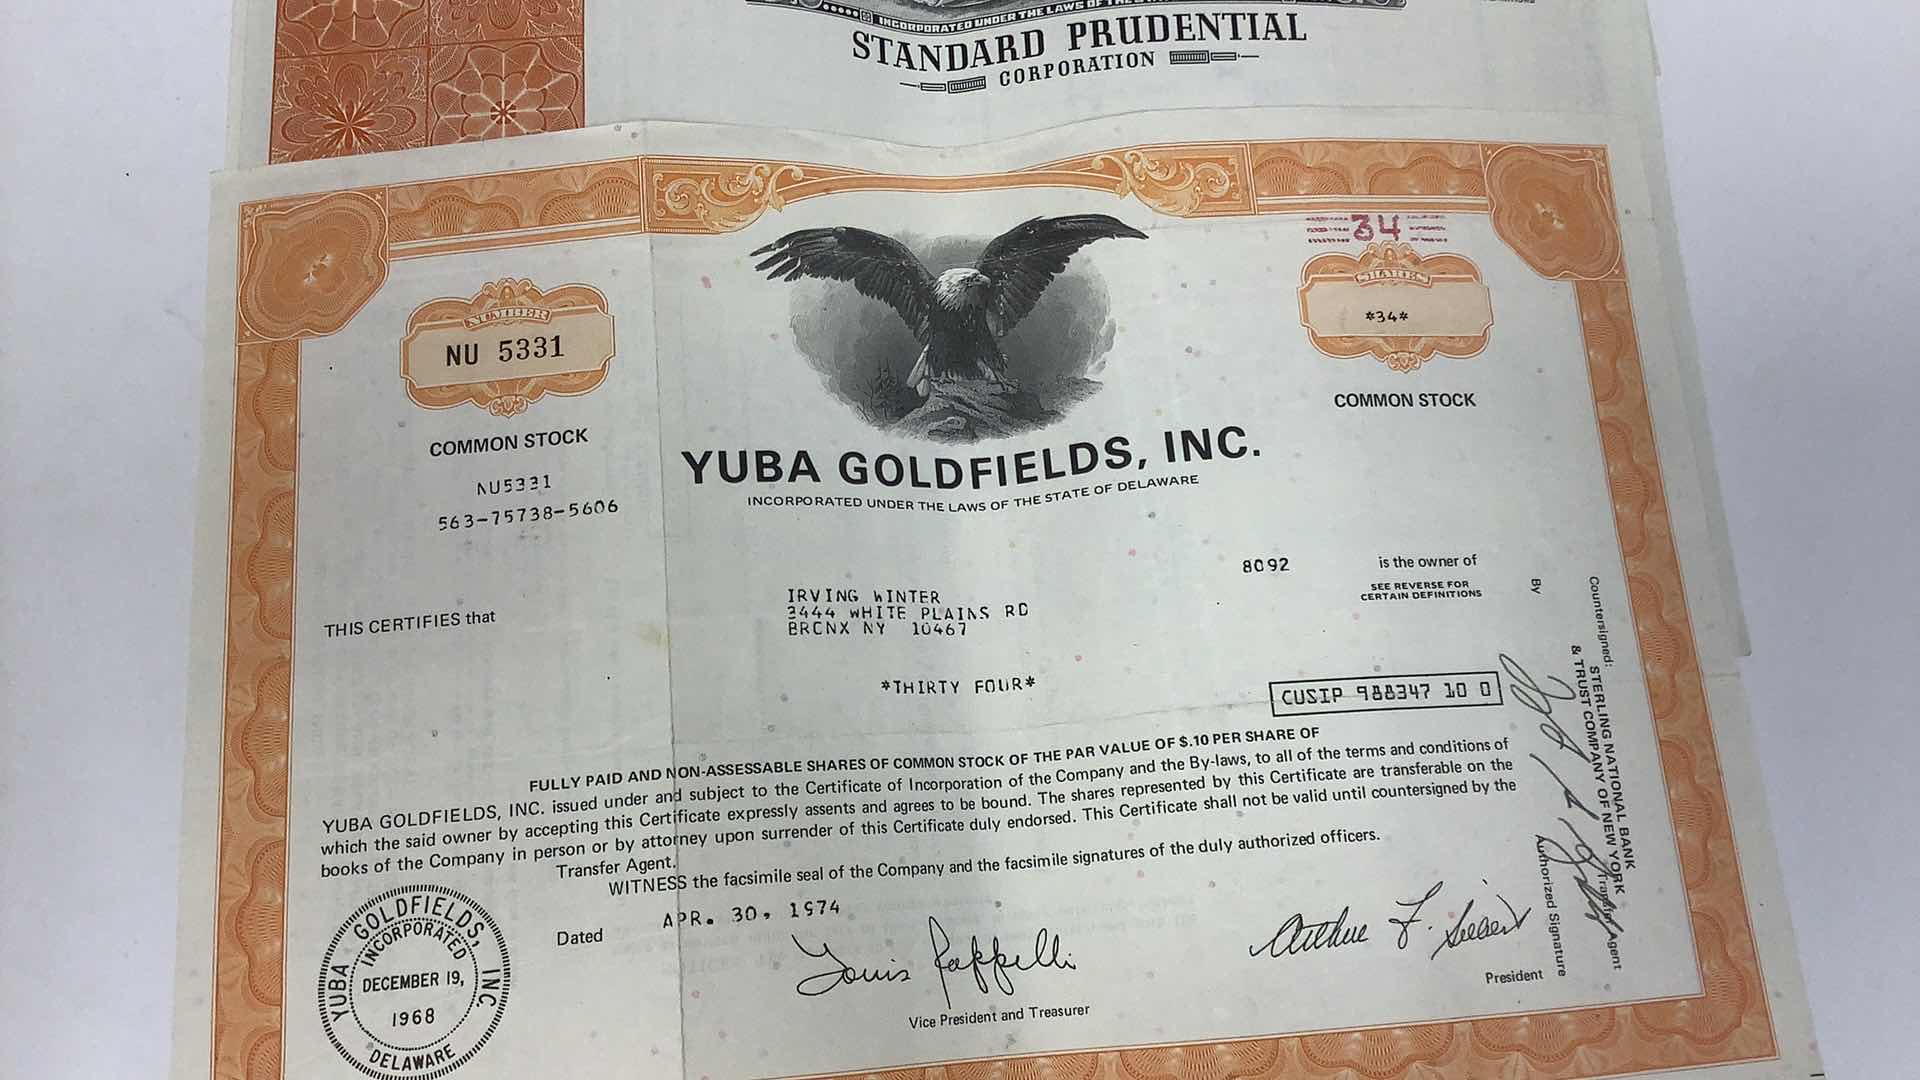 INCORPORATED UNDER THE LAWS OF THE
STANDARD PRUDENTIAL
CORPORATION
34
NUMBER
NU 5331
SHARES
*34*
COMMON STOCK
COMMON STOCK
NU5331
563-75738-5606
YUBA GOLDFIELDS, INC.
INCORPORATED UNDER THE LAWS OF THE STATE OF DELAWARE
8092
is the owner of
SEE REVERSE FOR
CERTAIN DEFINITIONS
THIS CERTIFIES that
IRVING WINTER
3444 WHITE PLAINS RD
BRONX NY 10467
*THIRTY FOUR*
CUSIP 988347 10 0
FULLY PAID AND NON-ASSESSABLE SHARES OF COMMON STOCK OF THE PAR VALUE OF $.10 PER SHARE OF
YUBA GOLDFIELDS, INC. issued under and subject to the Certificate of Incorporation of the Company and the By-laws, to all of the terms and conditions of
which the said owner by accepting this Certificate expressly assents and agrees to be bound. The shares represented by this Certificate are transferable on the
books of the Company in person or by attorney upon surrender of this Certificate duly endorsed. This Certificate shall not be valid until countersigned by the
Transfer Agent.
WITNESS the facsimile seal of the Company and the facsimile signatures of the duly authorized officers.
Dated
APR. 30, 1974
Louis Rappelli
Vice President and Treasurer
Arthur F.
President
YUBA GOLDFIELDS, INC.
INCORPORATED
DECEMBER 19,
1968
DELAWARE
Countersigned:
STERLING NATIONAL BANK
& TRUST COMPANY OF NEW YORK
Transfer Agent
By
Authorized Signature